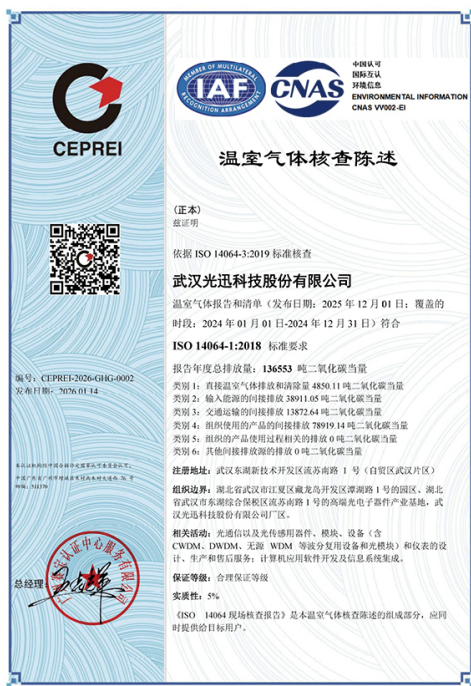 CEPREI
MEMBER OF MULTILATERAL
IAF
RECOGNITION ARRANGEMENT
CNAS
中国认可
国际互认
环境信息
ENVIRONMENTAL INFORMATION
CNAS VV002-EI
温室气体核查陈述
(正本)
兹证明
依据 ISO 14064-3:2019 标准核查
武汉光迅科技股份有限公司
温室气体报告和清单（发布日期：2025 年 12 月 01 日；覆盖的
时段：2024 年 01 月 01 日-2024 年 12 月 31 日）符合
ISO 14064-1:2018 标准要求
报告年度总排放量：136553 吨二氧化碳当量
类别 1：直接温室气体排放和清除量 4850.11 吨二氧化碳当量
类别 2：输入能源的间接排放 38911.05 吨二氧化碳当量
类别 3：交通运输的间接排放 13872.64 吨二氧化碳当量
类别 4：组织使用的产品的间接排放 78919.14 吨二氧化碳当量
类别 5：组织的产品使用过程相关的排放 0 吨二氧化碳当量
类别 6：其他间接排放源的排放 0 吨二氧化碳当量
编号：CEPREI-2026-GHG-0002
发布日期：2026.01.14
注册地址：武汉东湖新技术开发区流苏南路 1 号（自贸区武汉片区）
组织边界：湖北省武汉市江夏区藏龙岛开发区潭湖路 1 号的园区、湖北
省武汉市东湖综合保税区流苏南路 1 号的高端光电子器件产业基地，武
汉光迅科技股份有限公司厂区。
相关活动：光通信以及光传感用器件、模块、设备（含
CWDM、DWDM、无源 WDM 等波分复用设备和光模块）和仪表的设
计、生产和售后服务；计算机应用软件开发及信息系统集成。
保证等级：合理保证等级
实质性：5%
《ISO 14064 现场核查报告》是本温室气体核查陈述的组成部分，应同
时提供给目标用户。
总经理：